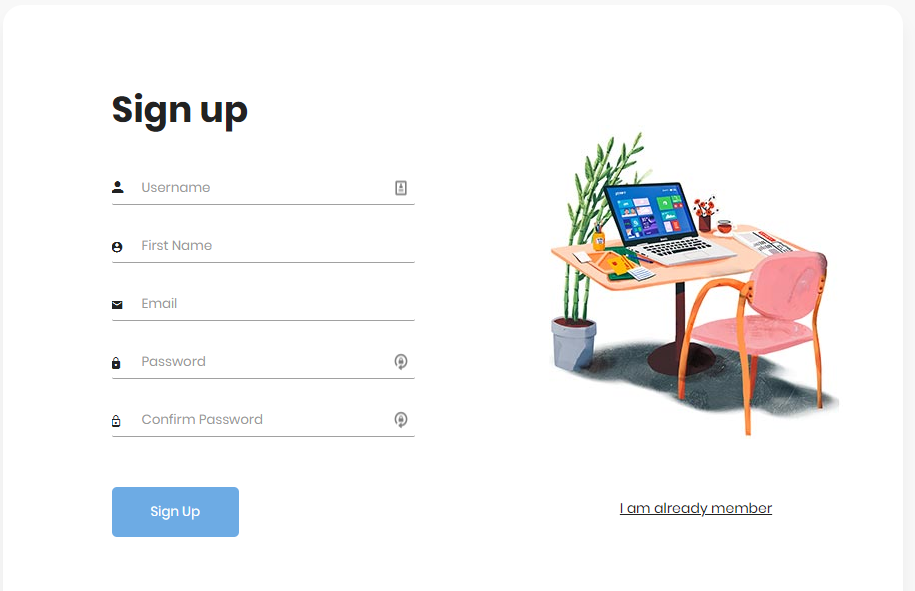 Sign up
Username
First Name
Email
Password
Confirm Password
Sign Up
I am already member